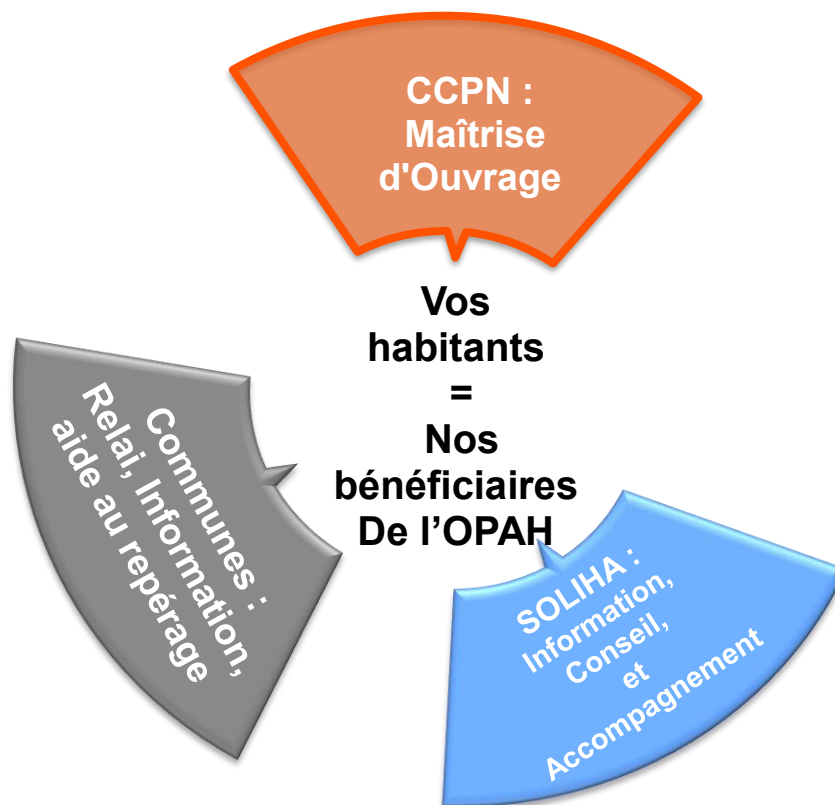 CCPN :
Maîtrise
d'Ouvrage
Vos
habitants
=
Nos
bénéficiaires
De l’OPAH
Communes :
Relai, Information,
aide au repérage
SOLIHA :
Information,
Conseil,
et
Accompagnement